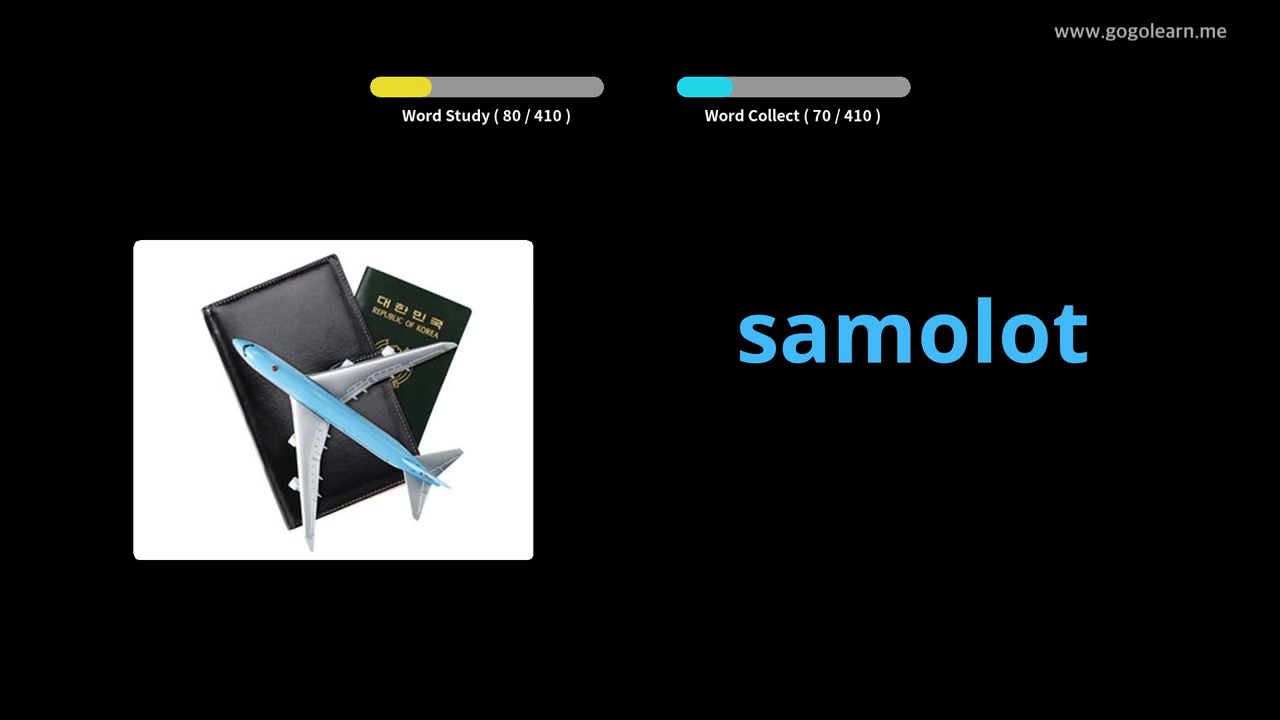 www.gogolearn.me
Word Study ( 80 / 410 )
Word Collect ( 70 / 410 )
대한민국
REPUBLIC OF KOREA
samolot